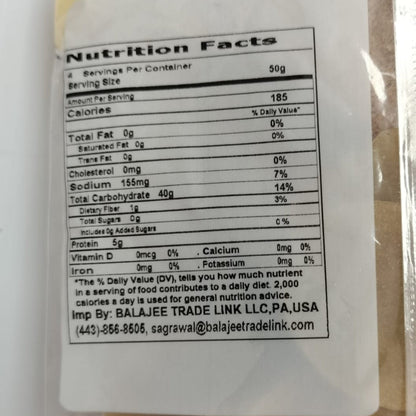 Nutrition Facts
4 Servings Per Container
Serving Size 50g
Amount Per Serving
Calories 185
% Daily Value*
Total Fat 0g 0%
Saturated Fat 0g 0%
Trans Fat 0g
Cholesterol 0mg 0%
Sodium 155mg 7%
Total Carbohydrate 40g 14%
Dietary Fiber 1g 3%
Total Sugars 0g
Includes 0g Added Sugars 0%
Protein 5g
Vitamin D 0mcg 0% . Calcium 0mg 0%
Iron 0mg 0% . Potassium 0mg 0%
*The % Daily Value (DV), tells you how much nutrient
in a serving of food contributes to a daily diet. 2,000
calories a day is used for general nutrition advice.
Imp By: BALAJEE TRADE LINK LLC,PA,USA
(443)-856-8505, sagrawal@balajeetradelink.com